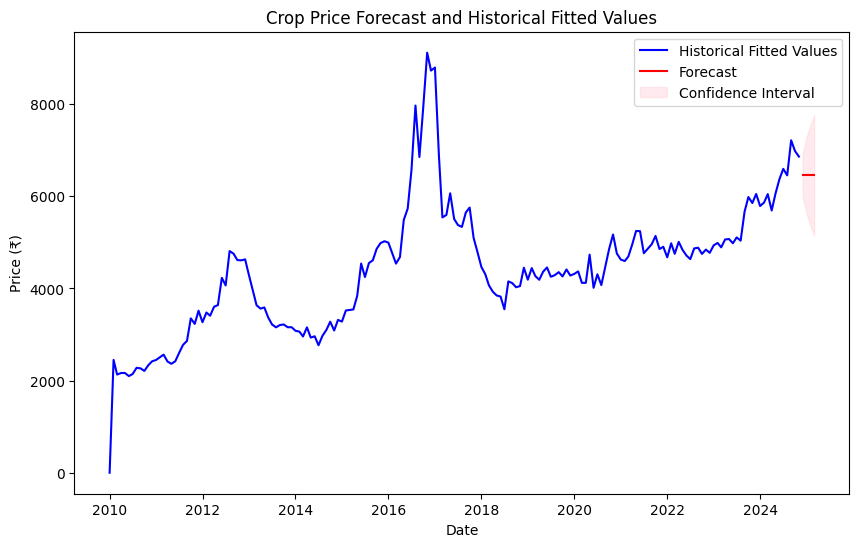 Crop Price Forecast and Historical Fitted Values
Historical Fitted Values
Forecast
Confidence Interval
Price (₹)
8000
6000
4000
2000
0
2010
2012
2014
2016
2018
2020
2022
2024
Date